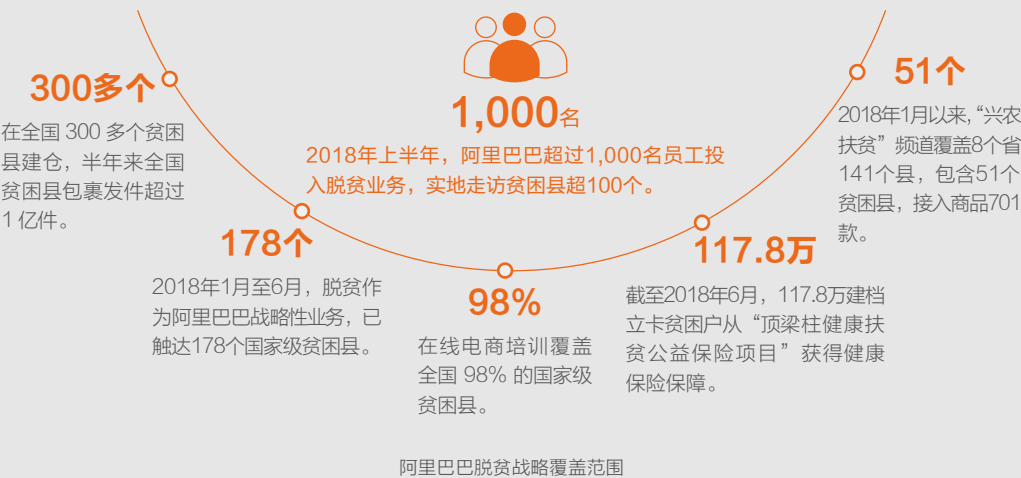 300多个
在全国 300 多个贫困
县建仓，半年来全国
贫困县包裹发件超过
1 亿件。
178个
2018年1月至6月，脱贫作
为阿里巴巴战略性业务，已
触达178个国家级贫困县。
1,000名
2018年上半年，阿里巴巴超过1,000名员工投
入脱贫业务，实地走访贫困县超100个。
98%
在线电商培训覆盖
全国 98% 的国家级
贫困县。
117.8万
截至2018年6月，117.8万建档
立卡贫困户从“顶梁柱健康扶
贫公益保险项目”获得健康
保险保障。
51个
2018年1月以来，“兴农
扶贫”频道覆盖8个省
141个县，包含51个
贫困县，接入商品701
款。
阿里巴巴脱贫战略覆盖范围